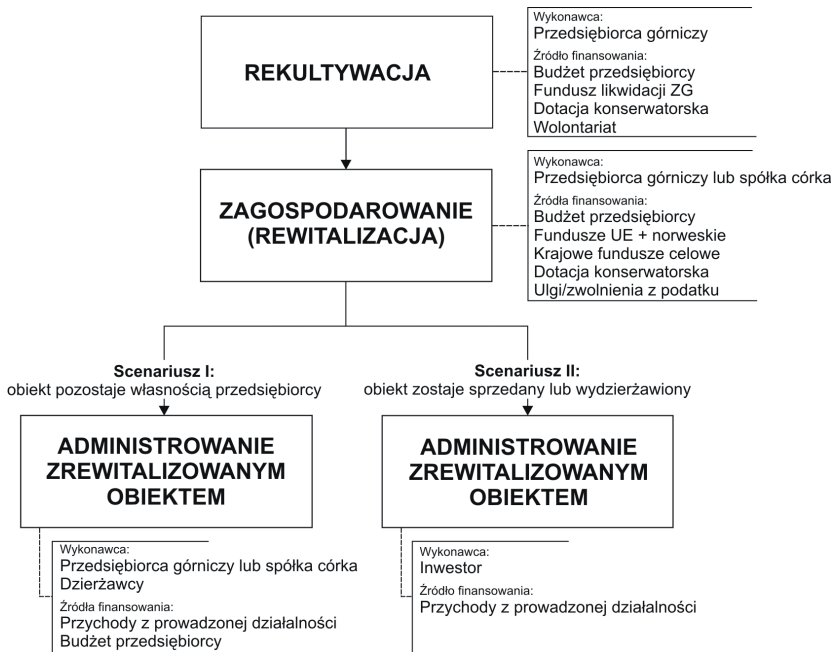 REKULTYWACJA
Wykonawca:
Przedsiębiorca górniczy
Źródło finansowania:
Budżet przedsiębiorcy
Fundusz likwidacji ZG
Dotacja konserwatorska
Wolontariat
ZAGOSPODAROWANIE
(REWITALIZACJA)
Wykonawca:
Przedsiębiorca górniczy lub spółka córka
Źródła finansowania:
Budżet przedsiębiorcy
Fundusze UE + norweskie
Krajowe fundusze celowe
Dotacja konserwatorska
Ulgi/zwolnienia z podatku
Scenariusz I:
obiekt pozostaje własnością przedsiębiorcy
ADMINISTROWANIE
ZREWITALIZOWANYM
OBIEKTEM
Wykonawca:
Przedsiębiorca górniczy lub spółka córka
Dzierżawcy
Źródła finansowania:
Przychody z prowadzonej działalności
Budżet przedsiębiorcy
Scenariusz II:
obiekt zostaje sprzedany lub wydzierżawiony
ADMINISTROWANIE
ZREWITALIZOWANYM
OBIEKTEM
Wykonawca:
Inwestor
Źródło finansowania:
Przychody z prowadzonej działalności